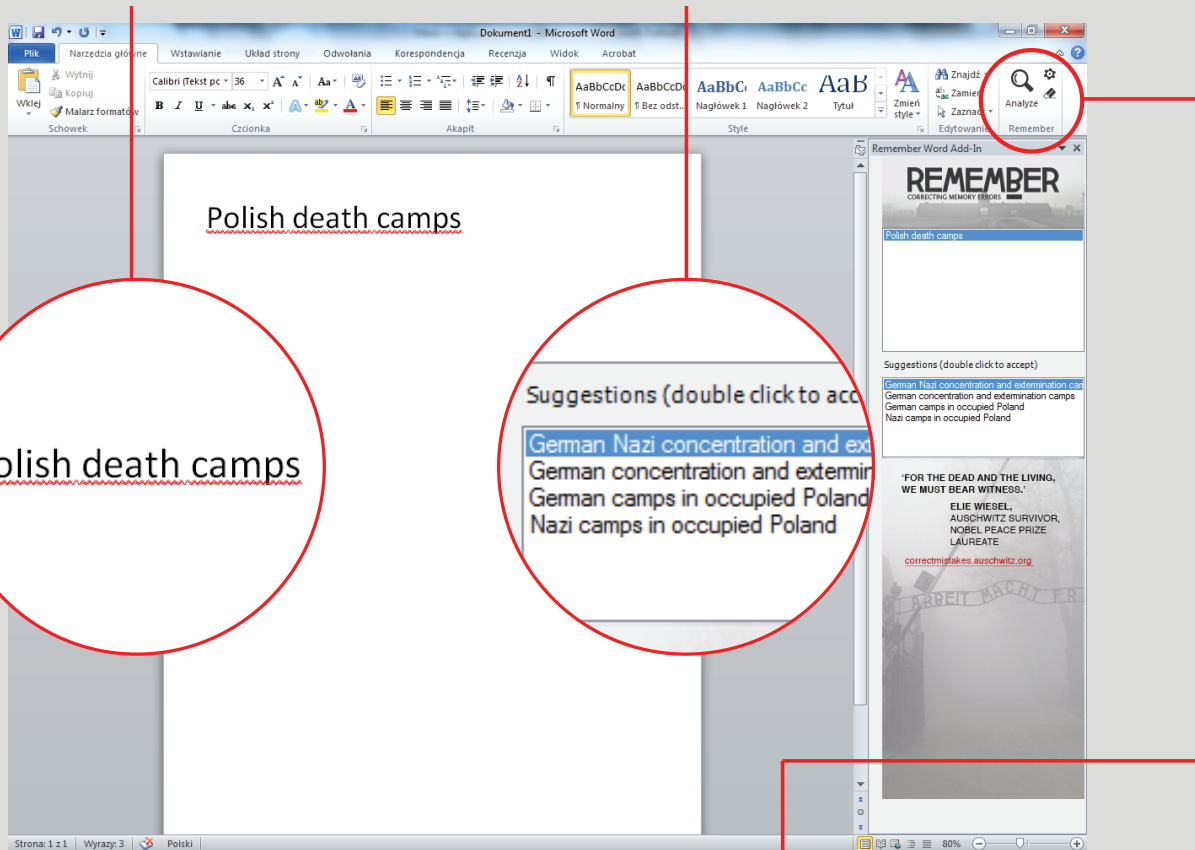 Dokument1 - Microsoft Word
Plik Narzędzia główne Wstawianie Układ strony Odwołania Korespondencja Recenzja Widok Acrobat
Wklej
Wytnij
Kopiuj
Malarz formatów
Schowek
Calibri (Tekst pc 36
Czcionka
Akapit
AaBbCcDc AaBbCcDc AaBbC AaBbCc AaB
¶ Normalny ¶ Bez odst... Nagłówek 1 Nagłówek 2 Tytuł
Style
Zmień
style
Znajdź
Zamień
Zaznacz
Edytowanie
Analyze
Remember
Remember Word Add-In
REMEMBER
CORRECTING MEMORY ERRORS
Polish death camps
Polish death camps
Suggestions (double click to accept)
German Nazi concentration and extermination can
German concentration and extermination camps
German camps in occupied Poland
Nazi camps in occupied Poland
olish death camps
Suggestions (double click to acc
German Nazi concentration and ex
German concentration and extermin
German camps in occupied Poland
Nazi camps in occupied Poland
'FOR THE DEAD AND THE LIVING,
WE MUST BEAR WITNESS.'
ELIE WIESEL,
AUSCHWITZ SURVIVOR,
NOBEL PEACE PRIZE
LAUREATE
correctmistakes.auschwitz.org
ARBEIT MACHT FR
Strona: 1 z 1 Wyrazy: 3 Polski 80%